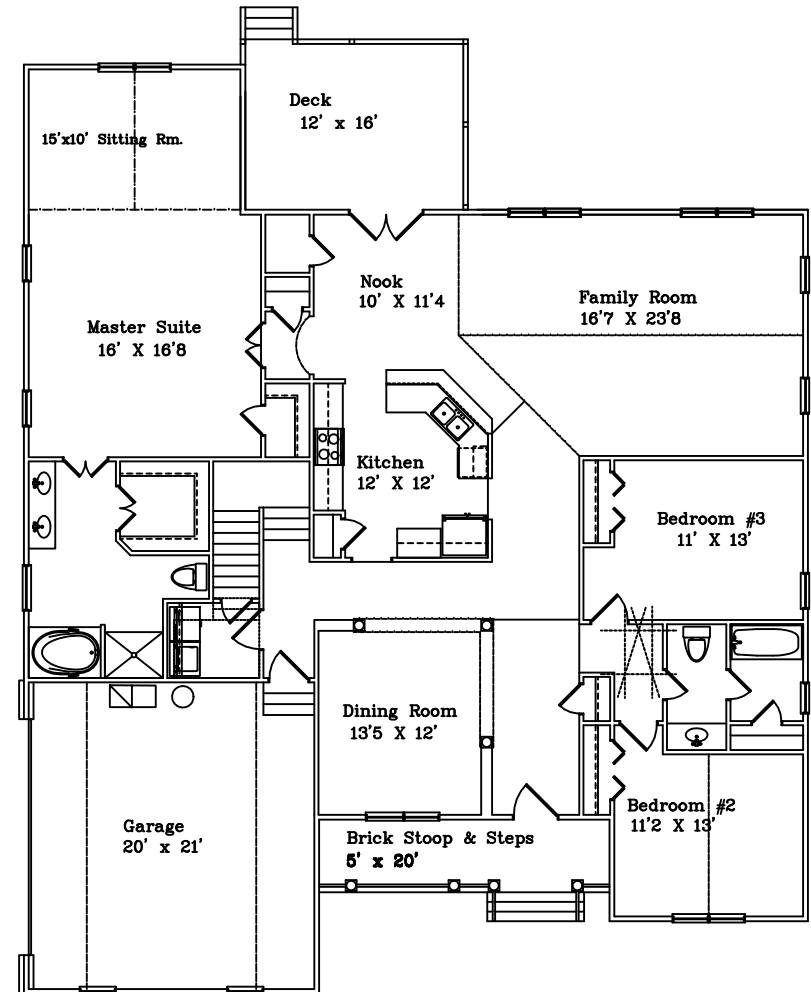 Deck
12' x 16'
15'x10' Sitting Rm.
Nook
10' X 11'4
Family Room
16'7 X 23'8
Master Suite
16' X 16'8
Kitchen
12' X 12'
Bedroom #3
11' X 13'
Dining Room
13'5 X 12'
Bedroom #2
11'2 X 13'
Garage
20' x 21'
Brick Stoop & Steps
5' x 20'